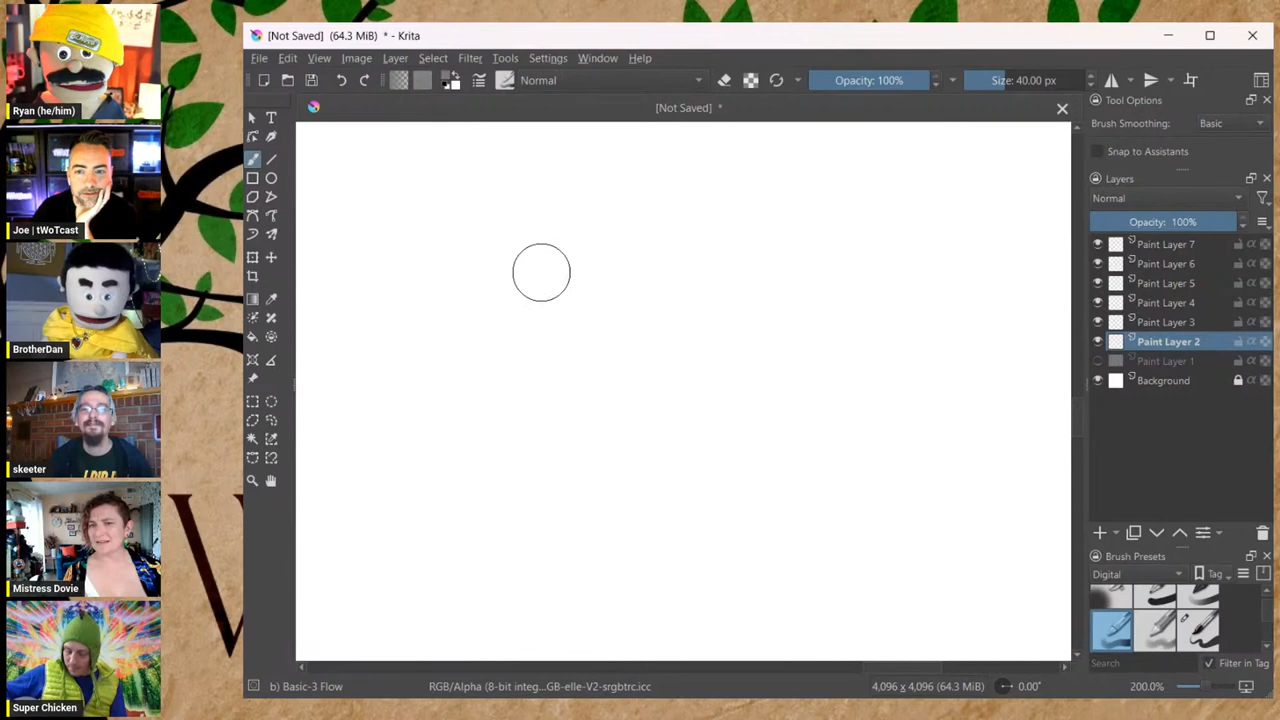 Ryan (he/him)
Joe | tWoTcast
BrotherDan
skeeter
Mistress Dovie
Super Chicken
[Not Saved] (64.3 MiB) * - Krita
File Edit View Image Layer Select Filter Tools Settings Window Help
Normal
Opacity: 100%
Size: 40.00 px
[Not Saved] *
Tool Options
Brush Smoothing: Basic
Snap to Assistants
Layers
Normal
Opacity: 100%
Paint Layer 7
Paint Layer 6
Paint Layer 5
Paint Layer 4
Paint Layer 3
Paint Layer 2
Paint Layer 1
Background
Brush Presets
Digital
Tag
Search
Filter in Tag
b) Basic-3 Flow
RGB/Alpha (8-bit integ...GB-elle-V2-srgbtrc.icc
4,096 x 4,096 (64.3 MiB)
0.00°
200.0%